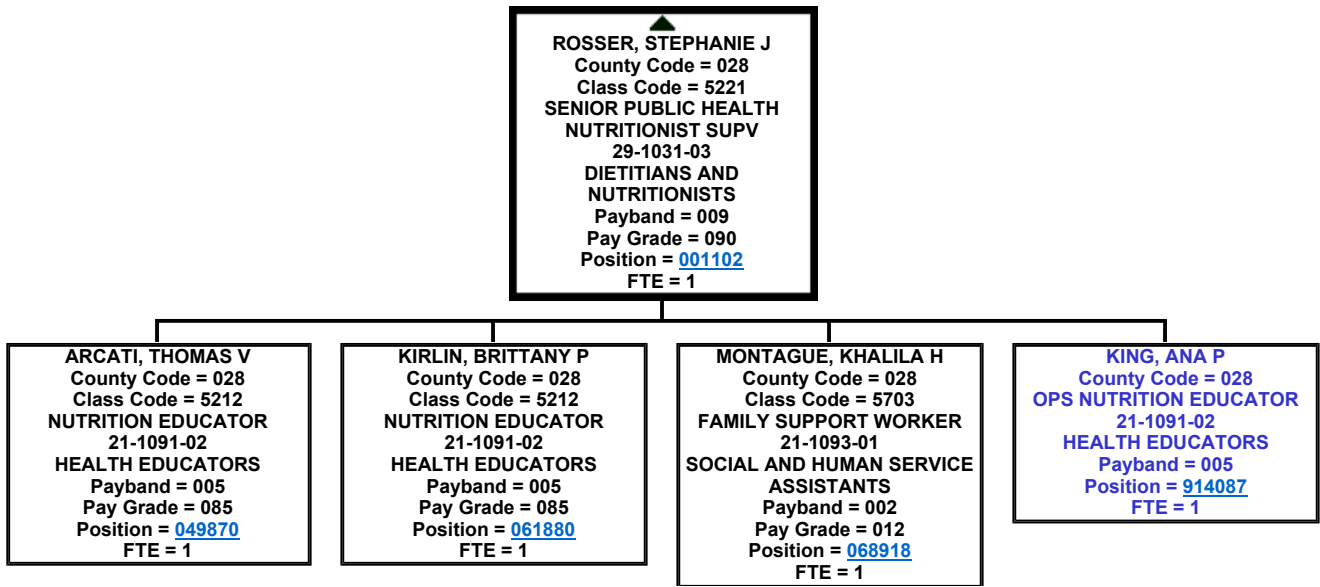 ROSSER, STEPHANIE J
County Code = 028
Class Code = 5221
SENIOR PUBLIC HEALTH
NUTRITIONIST SUPV
29-1031-03
DIETITIANS AND
NUTRITIONISTS
Payband = 009
Pay Grade = 090
Position = 001102
FTE = 1
ARCATI, THOMAS V
County Code = 028
Class Code = 5212
NUTRITION EDUCATOR
21-1091-02
HEALTH EDUCATORS
Payband = 005
Pay Grade = 085
Position = 049870
FTE = 1
KIRLIN, BRITTANY P
County Code = 028
Class Code = 5212
NUTRITION EDUCATOR
21-1091-02
HEALTH EDUCATORS
Payband = 005
Pay Grade = 085
Position = 061880
FTE = 1
MONTAGUE, KHALILA H
County Code = 028
Class Code = 5703
FAMILY SUPPORT WORKER
21-1093-01
SOCIAL AND HUMAN SERVICE
ASSISTANTS
Payband = 002
Pay Grade = 012
Position = 068918
FTE = 1
KING, ANA P
County Code = 028
OPS NUTRITION EDUCATOR
21-1091-02
HEALTH EDUCATORS
Payband = 005
Position = 914087
FTE = 1